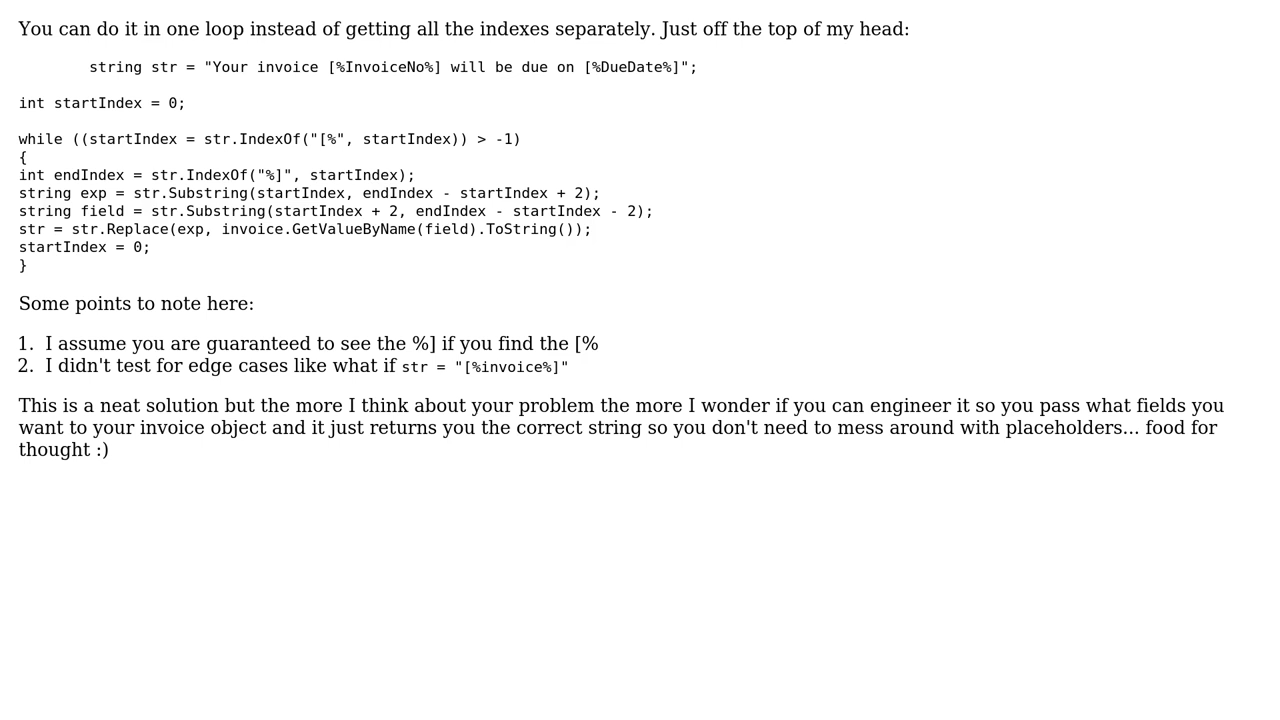 You can do it in one loop instead of getting all the indexes separately. Just off the top of my head:
string str = "Your invoice [%InvoiceNo%] will be due on [%DueDate%]";
int startIndex = 0;
while ((startIndex = str.IndexOf("[%", startIndex)) > -1)
{
int endIndex = str.IndexOf("%]", startIndex);
string exp = str.Substring(startIndex, endIndex - startIndex + 2);
string field = str.Substring(startIndex + 2, endIndex - startIndex - 2);
str = str.Replace(exp, invoice.GetValueByName(field).ToString());
startIndex = 0;
}
Some points to note here:
1. I assume you are guaranteed to see the %] if you find the [%
2. I didn't test for edge cases like what if str = "[%invoice%]"
This is a neat solution but the more I think about your problem the more I wonder if you can engineer it so you pass what fields you
want to your invoice object and it just returns you the correct string so you don't need to mess around with placeholders... food for
thought :)